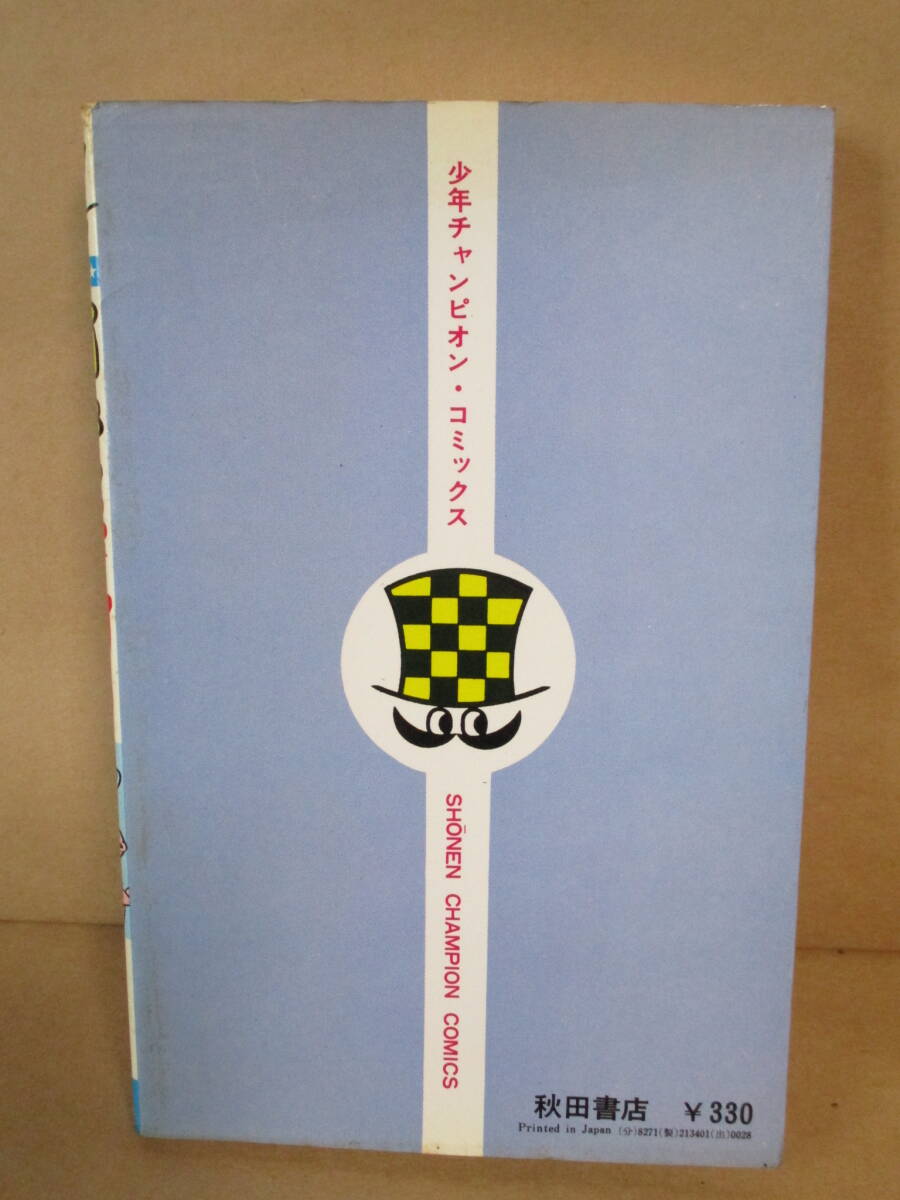 少年チャンピオン・コミックス
SHŌNEN CHAMPION COMICS
秋田書店 ¥330
Printed in Japan (分)8271(製)213401(出)0028